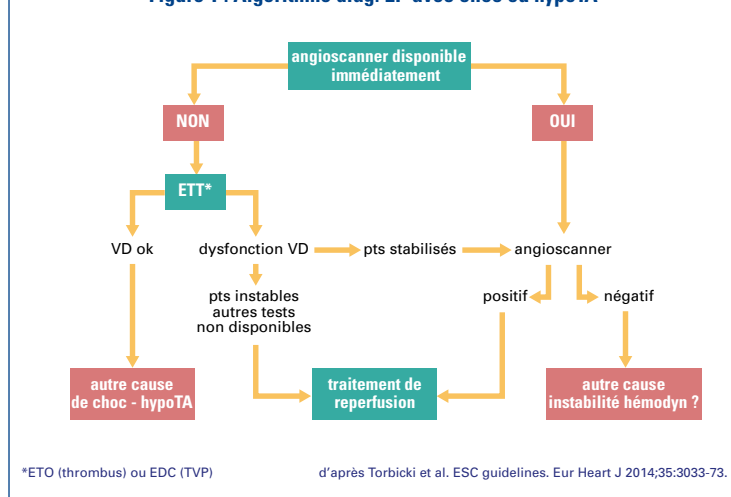 angioscanner disponible
immédiatement
NON
OUI
ETT*
VD ok
dysfonction VD
pts stabilisés
angioscanner
pts instables
autres tests
non disponibles
positif
négatif
autre cause
de choc - hypoTA
traitement de
reperfusion
autre cause
instabilité hémodyn ?
*ETO (thrombus) ou EDC (TVP)
d'après Torbicki et al. ESC guidelines. Eur Heart J 2014;35:3033-73.